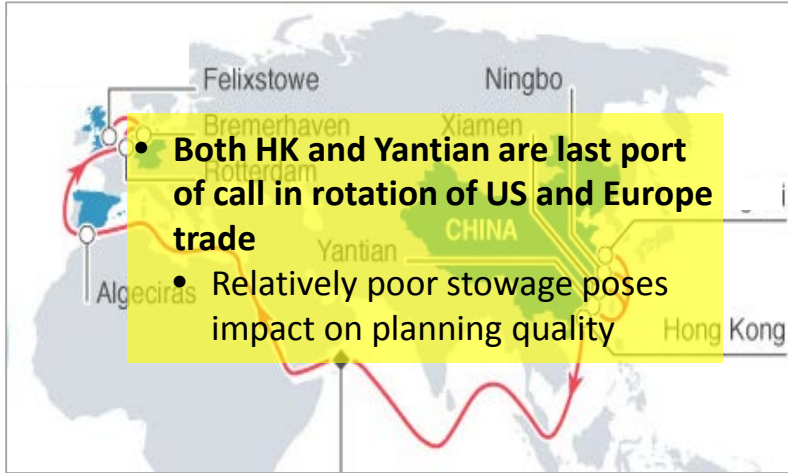 Felixstowe
Ningbo
Bremerhaven
Xiamen
Rotterdam
• Both HK and Yantian are last port
of call in rotation of US and Europe
trade
CHINA
Yantian
Algeciras
• Relatively poor stowage poses
impact on planning quality
Hong Kong